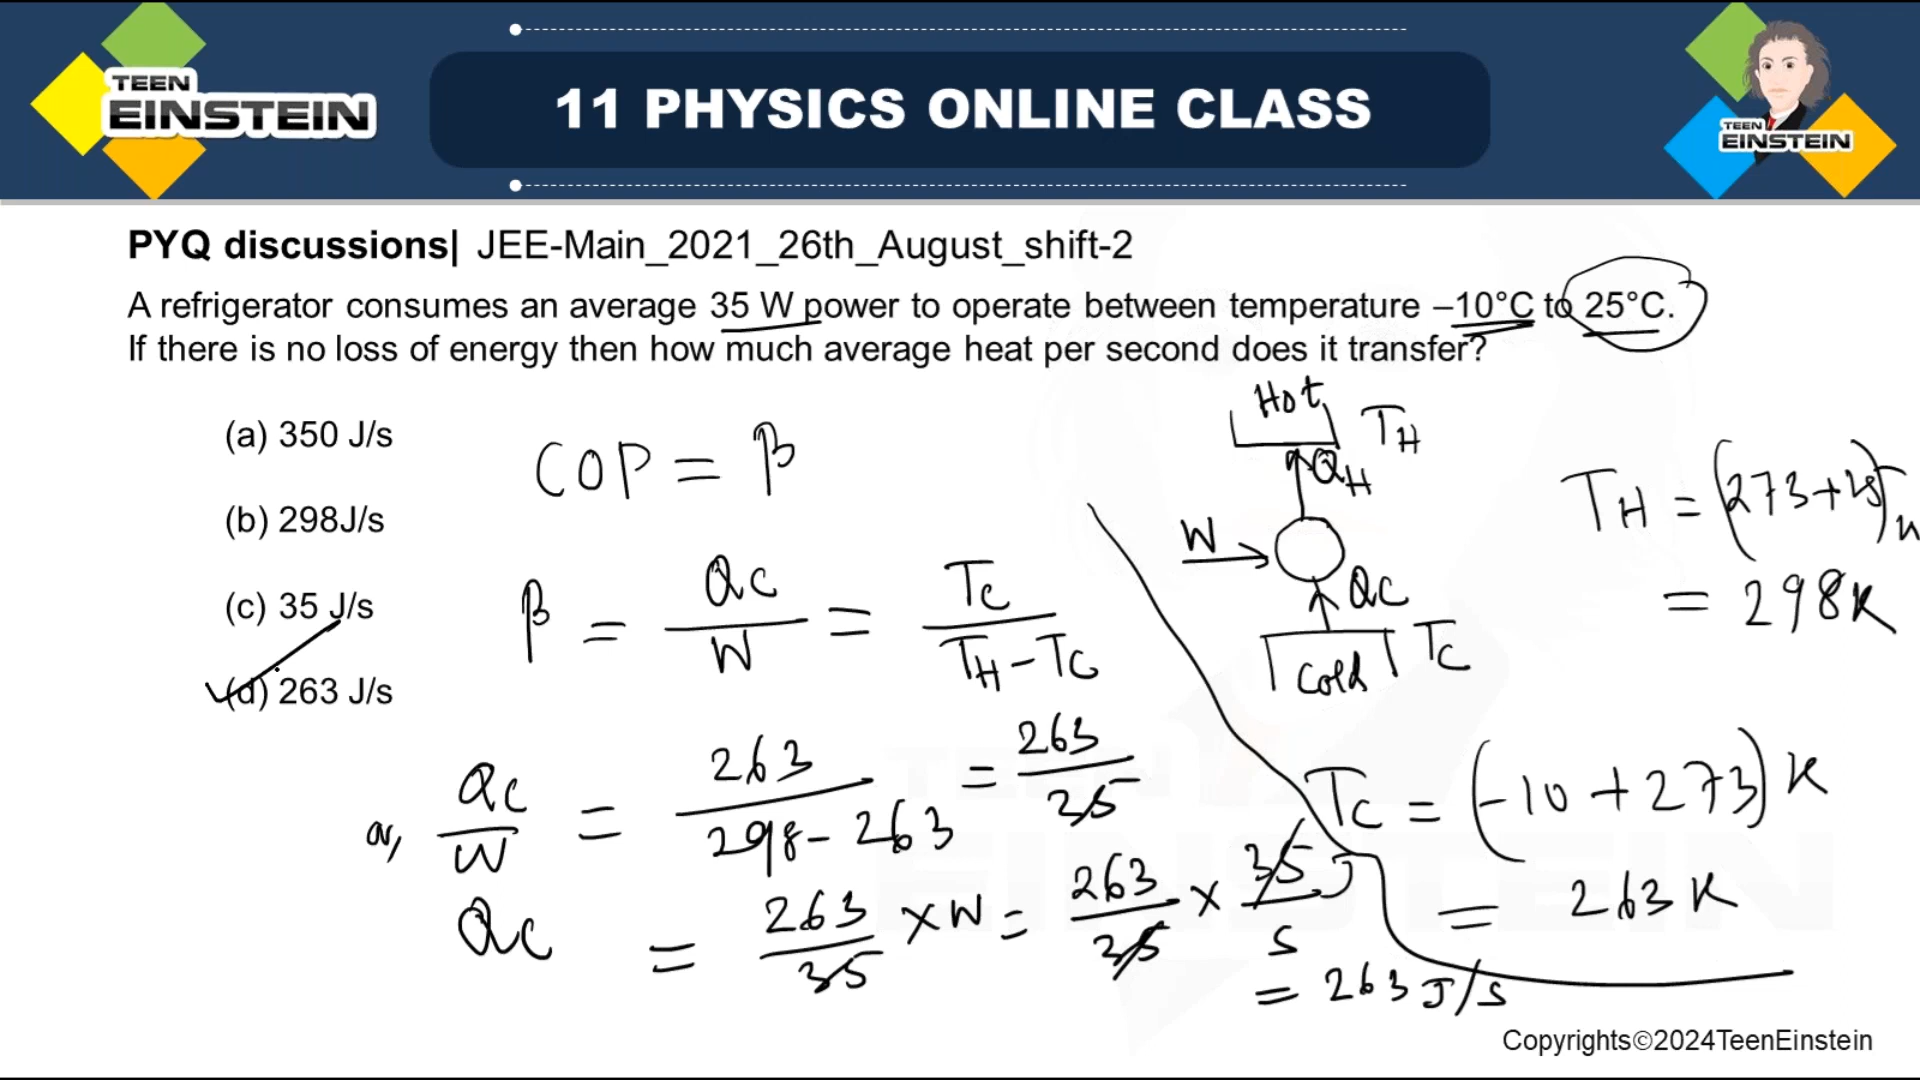 TEEN
EINSTEIN
11 PHYSICS ONLINE CLASS
TEEN
EINSTEIN
PYQ discussions| JEE-Main_2021_26th_August_shift-2
A refrigerator consumes an average 35 W power to operate between temperature –10°C to 25°C.
If there is no loss of energy then how much average heat per second does it transfer?
(a) 350 J/s
(b) 298J/s
(c) 35 J/s
(d) 263 J/s
COP = β
β = QC/W = TC/TH-TC
or, QC/W = 263/298-263 = 263/35
QC = 263/35 × W = 263/35 × 35 J/s
= 263 J/s
Hot TH
QH
W
QC
Cold TC
TH = (273+25)K
= 298K
TC = (-10+273)K
= 263 K
Copyrights©2024TeenEinstein